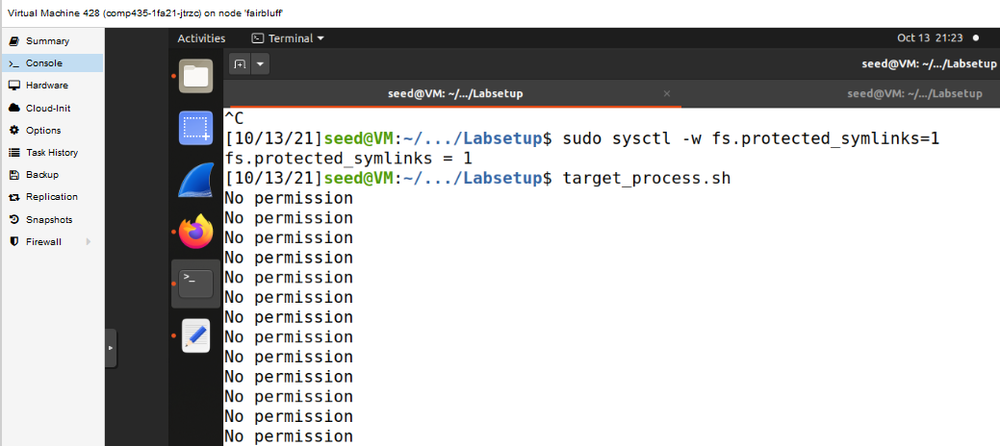 Virtual Machine 428 (comp435-1fa21-jtrzc) on node 'fairbluff'
Summary
Console
Hardware
Cloud-Init
Options
Task History
Backup
Replication
Snapshots
Firewall
Activities Terminal Oct 13 21:23
seed@VM: ~/.../Labsetup
seed@VM: ~/.../Labsetup × seed@VM: ~/.../Labsetup
^C
[10/13/21]seed@VM:~/.../Labsetup$ sudo sysctl -w fs.protected_symlinks=1
fs.protected_symlinks = 1
[10/13/21]seed@VM:~/.../Labsetup$ target_process.sh
No permission
No permission
No permission
No permission
No permission
No permission
No permission
No permission
No permission
No permission
No permission
No permission
No permission